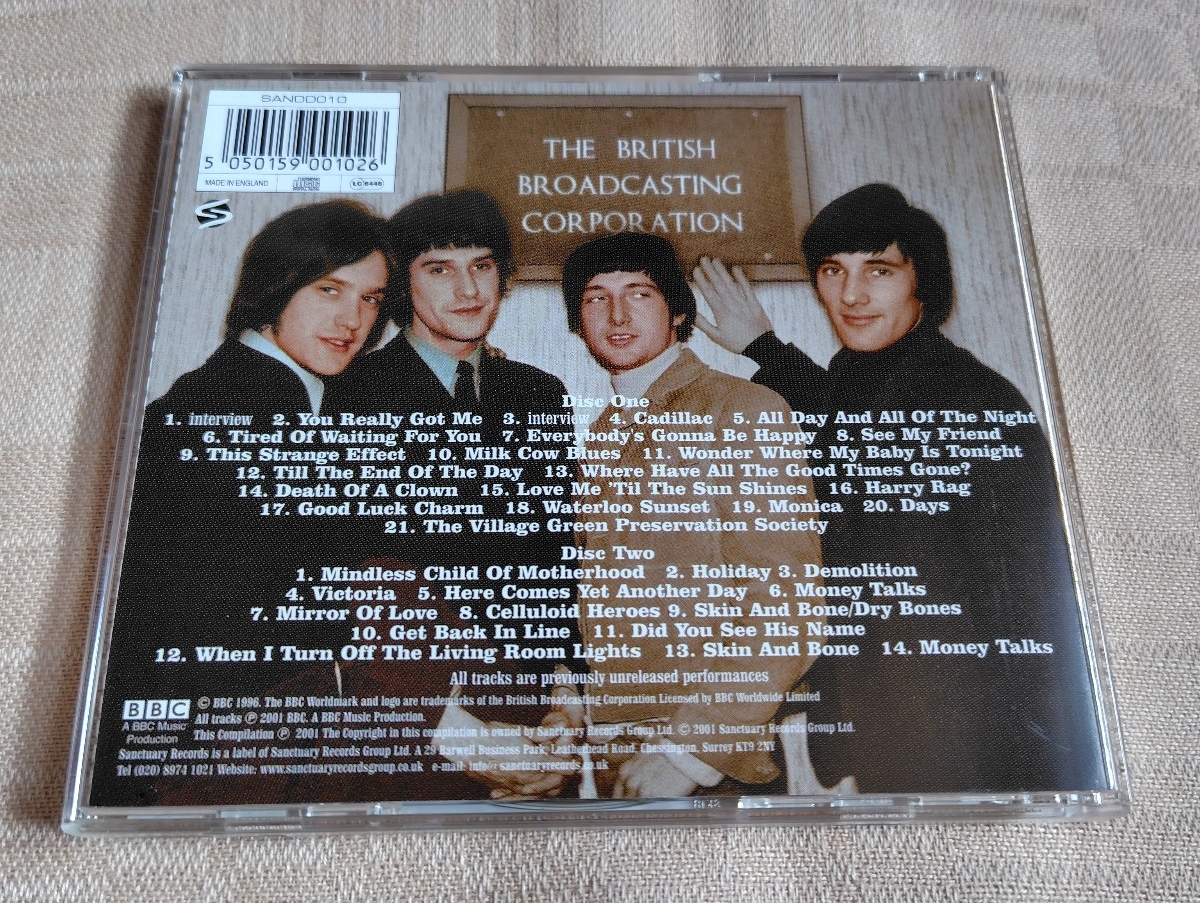 SANDD010
5 050159 001026
MADE IN ENGLAND
LC 6448
THE BRITISH
BROADCASTING
CORPORATION
Disc One
1. interview 2. You Really Got Me 3. interview 4. Cadillac 5. All Day And All Of The Night
6. Tired Of Waiting For You 7. Everybody's Gonna Be Happy 8. See My Friend
9. This Strange Effect 10. Milk Cow Blues 11. Wonder Where My Baby Is Tonight
12. Till The End Of The Day 13. Where Have All The Good Times Gone?
14. Death Of A Clown 15. Love Me 'Til The Sun Shines 16. Harry Rag
17. Good Luck Charm 18. Waterloo Sunset 19. Monica 20. Days
21. The Village Green Preservation Society
Disc Two
1. Mindless Child Of Motherhood 2. Holiday 3. Demolition
4. Victoria 5. Here Comes Yet Another Day 6. Money Talks
7. Mirror Of Love 8. Celluloid Heroes 9. Skin And Bone/Dry Bones
10. Get Back In Line 11. Did You See His Name
12. When I Turn Off The Living Room Lights 13. Skin And Bone 14. Money Talks
All tracks are previously unreleased performances
BBC
A BBC Music
Production
© BBC 1996. The BBC Worldmark and logo are trademarks of the British Broadcasting Corporation Licensed by BBC Worldwide Limited
All tracks ℗ 2001 BBC. A BBC Music Production.
This Compilation ℗ 2001 The Copyright in this compilation is owned by Sanctuary Records Group Ltd. © 2001 Sanctuary Records Group Ltd.
Sanctuary Records is a label of Sanctuary Records Group Ltd. A 29 Barwell Business Park, Leatherhead Road, Chessington, Surrey KT9 2NY
Tel (020) 8974 1021 Website: www.sanctuaryrecordsgroup.co.uk e-mail: info@sanctuaryrecords.co.uk